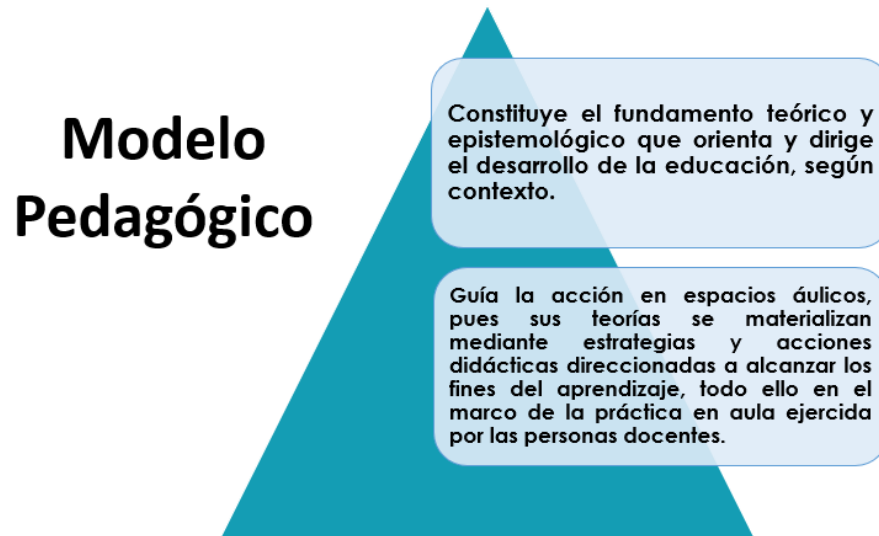 Modelo
Pedagógico
Constituye el fundamento teórico y
epistemológico que orienta y dirige
el desarrollo de la educación, según
contexto.
Guía la acción en espacios áulicos,
pues sus teorías se materializan
mediante estrategias y acciones
didácticas direccionadas a alcanzar los
fines del aprendizaje, todo ello en el
marco de la práctica en aula ejercida
por las personas docentes.